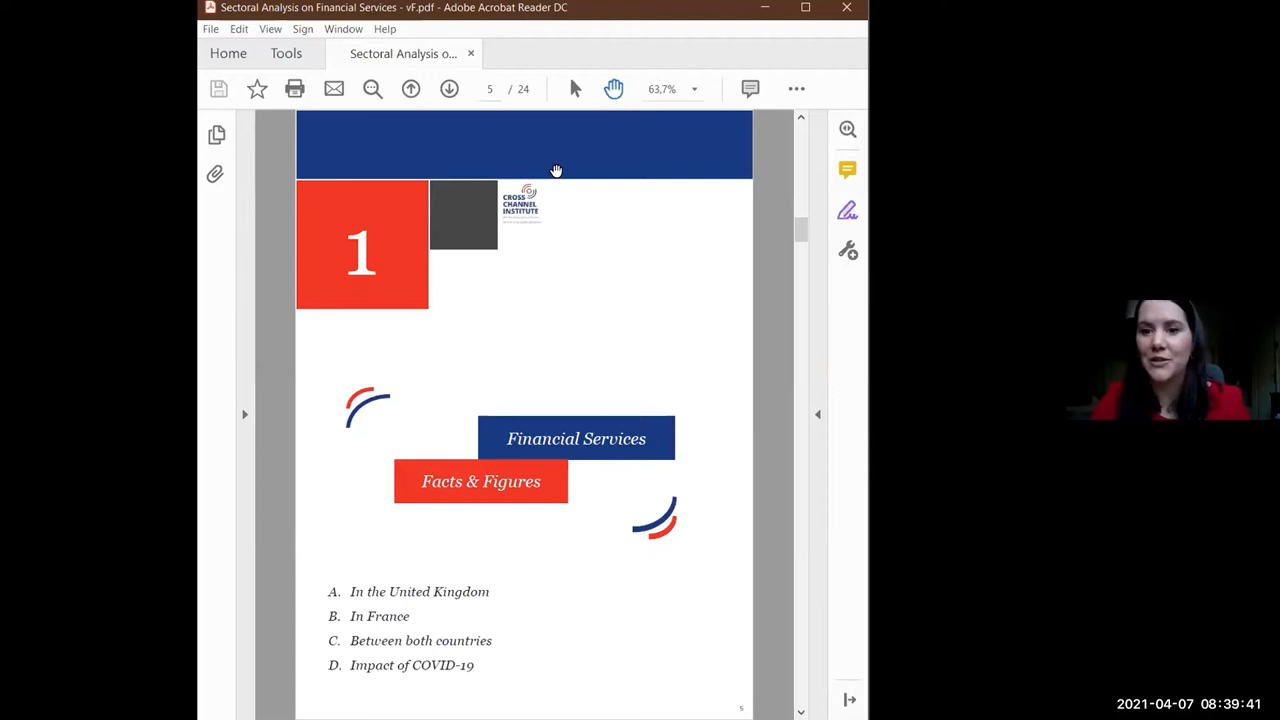 Sectoral Analysis on Financial Services - vF.pdf - Adobe Acrobat Reader DC
File Edit View Sign Window Help
Home Tools Sectoral Analysis o... ×
5 / 24 63,7%
1
CROSS
CHANNEL
INSTITUTE
Financial Services
Facts & Figures
A. In the United Kingdom
B. In France
C. Between both countries
D. Impact of COVID-19
5
2021-04-07 08:39:41